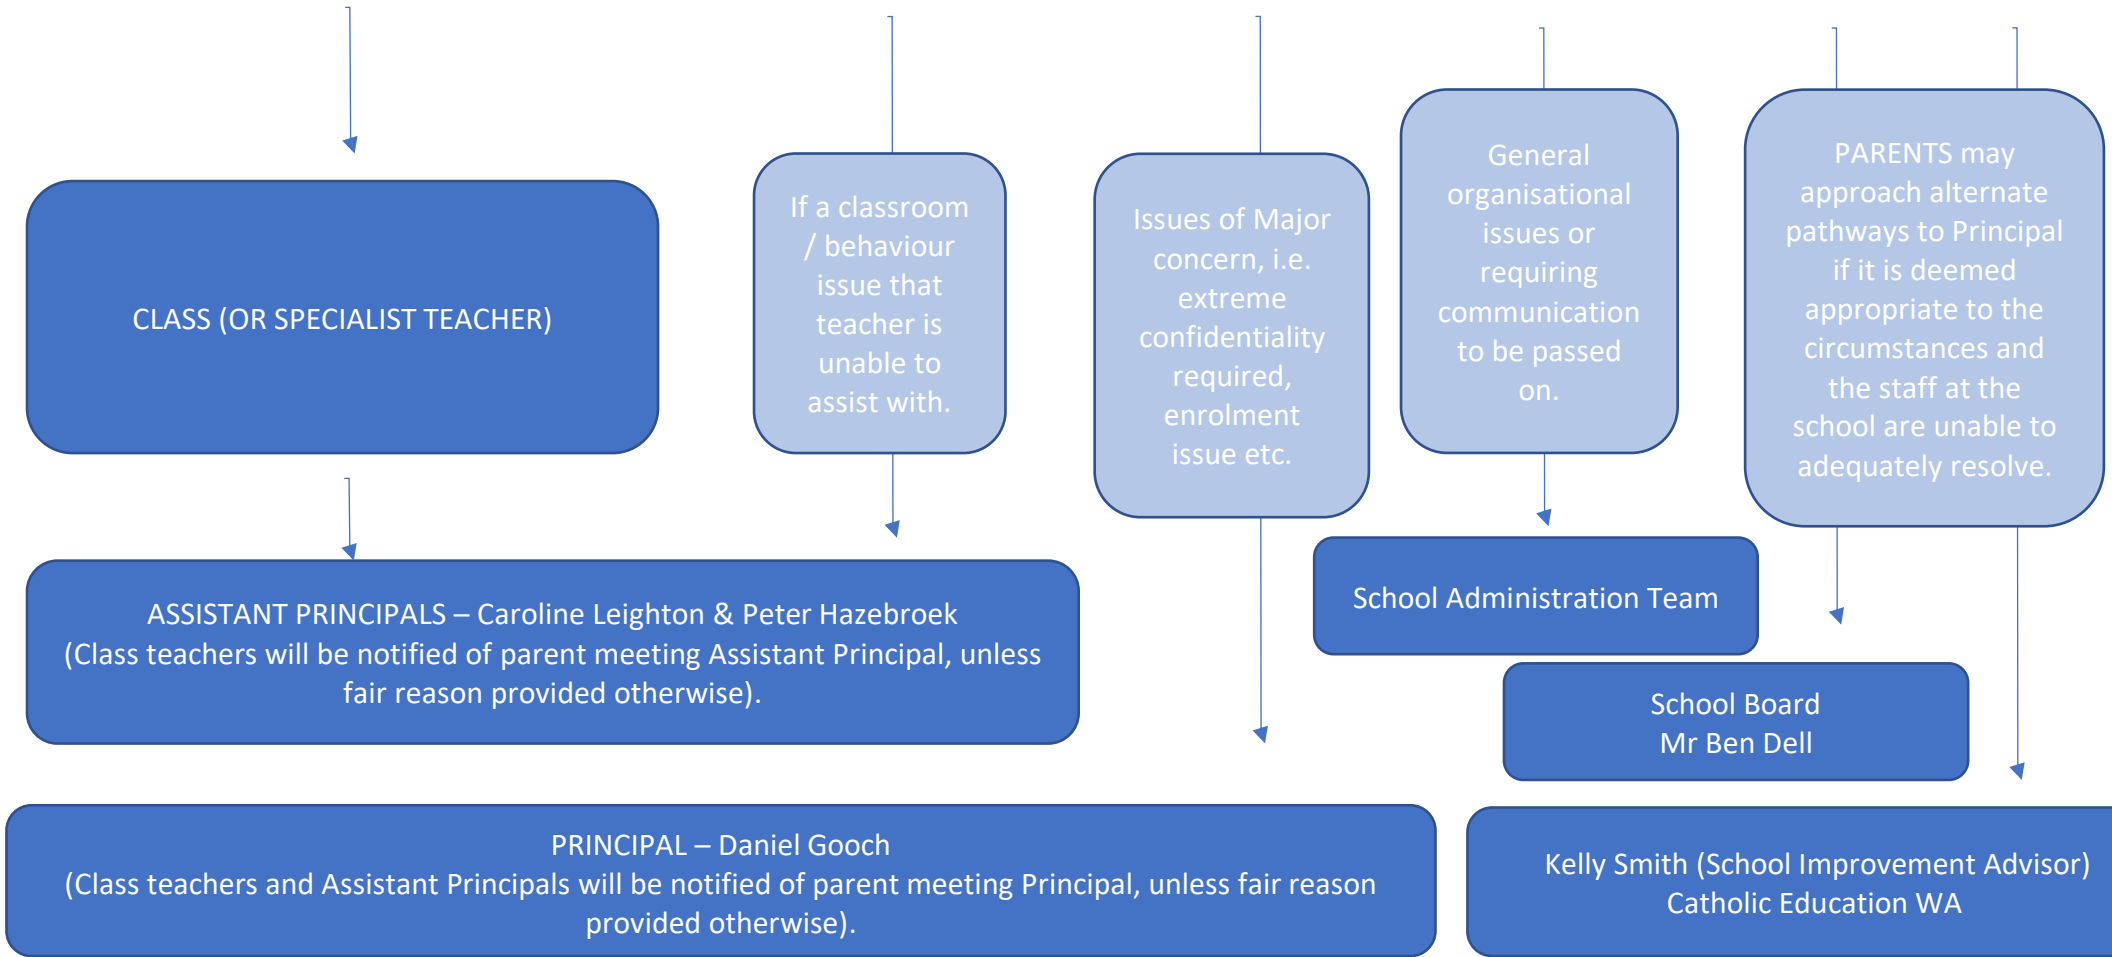 CLASS (OR SPECIALIST TEACHER)
If a classroom
/ behaviour
issue that
teacher is
unable to
assist with.
Issues of Major
concern, i.e.
extreme
confidentiality
required,
enrolment
issue etc.
General
organisational
issues or
requiring
communication
to be passed
on.
PARENTS may
approach alternate
pathways to Principal
if it is deemed
appropriate to the
circumstances and
the staff at the
school are unable to
adequately resolve.
ASSISTANT PRINCIPALS – Caroline Leighton & Peter Hazebroek
(Class teachers will be notified of parent meeting Assistant Principal, unless
fair reason provided otherwise).
School Administration Team
School Board
Mr Ben Dell
PRINCIPAL – Daniel Gooch
(Class teachers and Assistant Principals will be notified of parent meeting Principal, unless fair reason
provided otherwise).
Kelly Smith (School Improvement Advisor)
Catholic Education WA